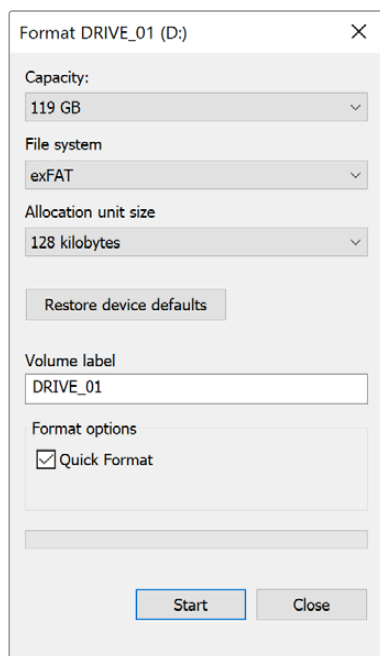 Format DRIVE_01 (D:)
Capacity:
119 GB
File system
exFAT
Allocation unit size
128 kilobytes
Restore device defaults
Volume label
DRIVE_01
Format options
Quick Format
Start Close